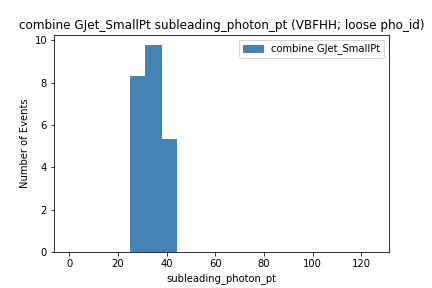 combine GJet_SmallPt subleading_photon_pt (VBFHH; loose pho_id)
combine GJet_SmallPt
Number of Events
10
8
6
4
2
0
0 20 40 60 80 100 120
subleading_photon_pt